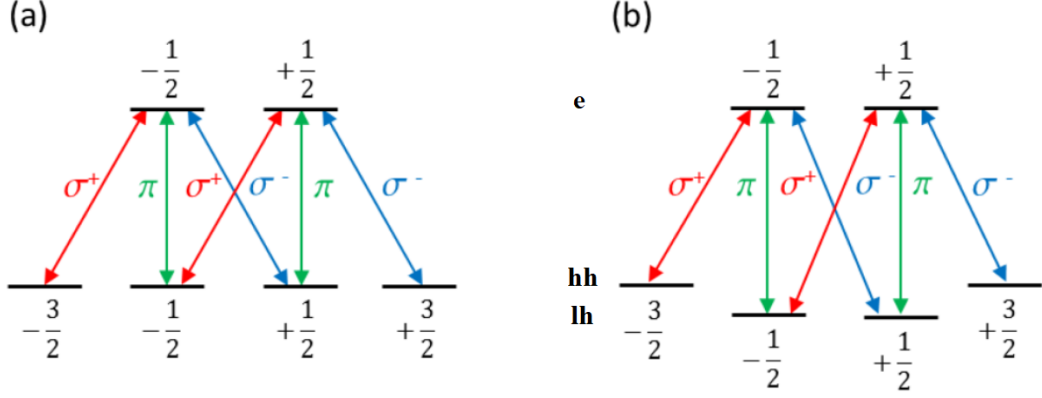 (a)
(b)
−1/2
+1/2
−1/2
+1/2
e
σ⁺
π
σ⁺
σ⁻
π
σ⁻
σ⁺
π
σ⁺
σ⁻
π
σ⁻
hh
lh
−3/2
−1/2
+1/2
+3/2
−3/2
−1/2
+1/2
+3/2